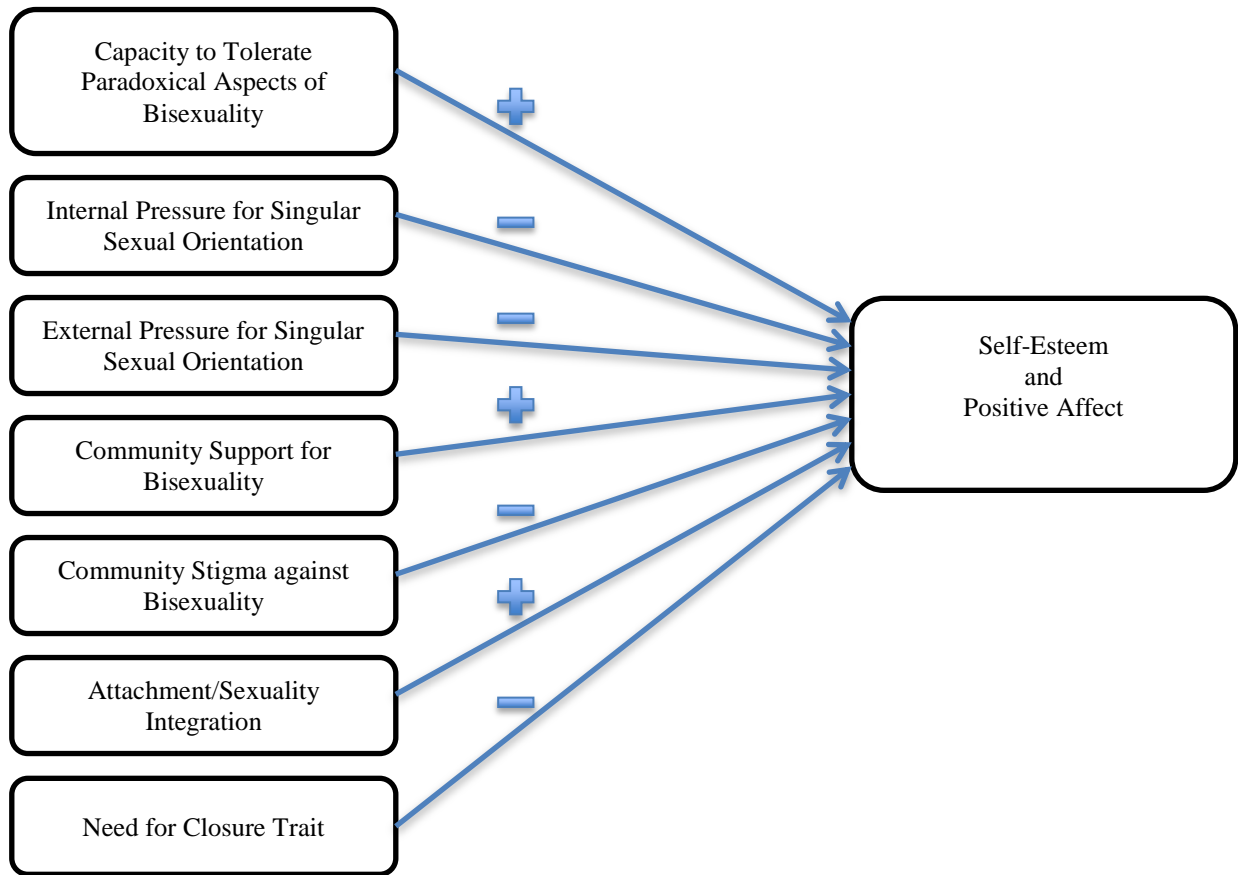 Capacity to Tolerate
Paradoxical Aspects of
Bisexuality
Internal Pressure for Singular
Sexual Orientation
External Pressure for Singular
Sexual Orientation
Community Support for
Bisexuality
Community Stigma against
Bisexuality
Attachment/Sexuality
Integration
Need for Closure Trait
Self-Esteem
and
Positive Affect